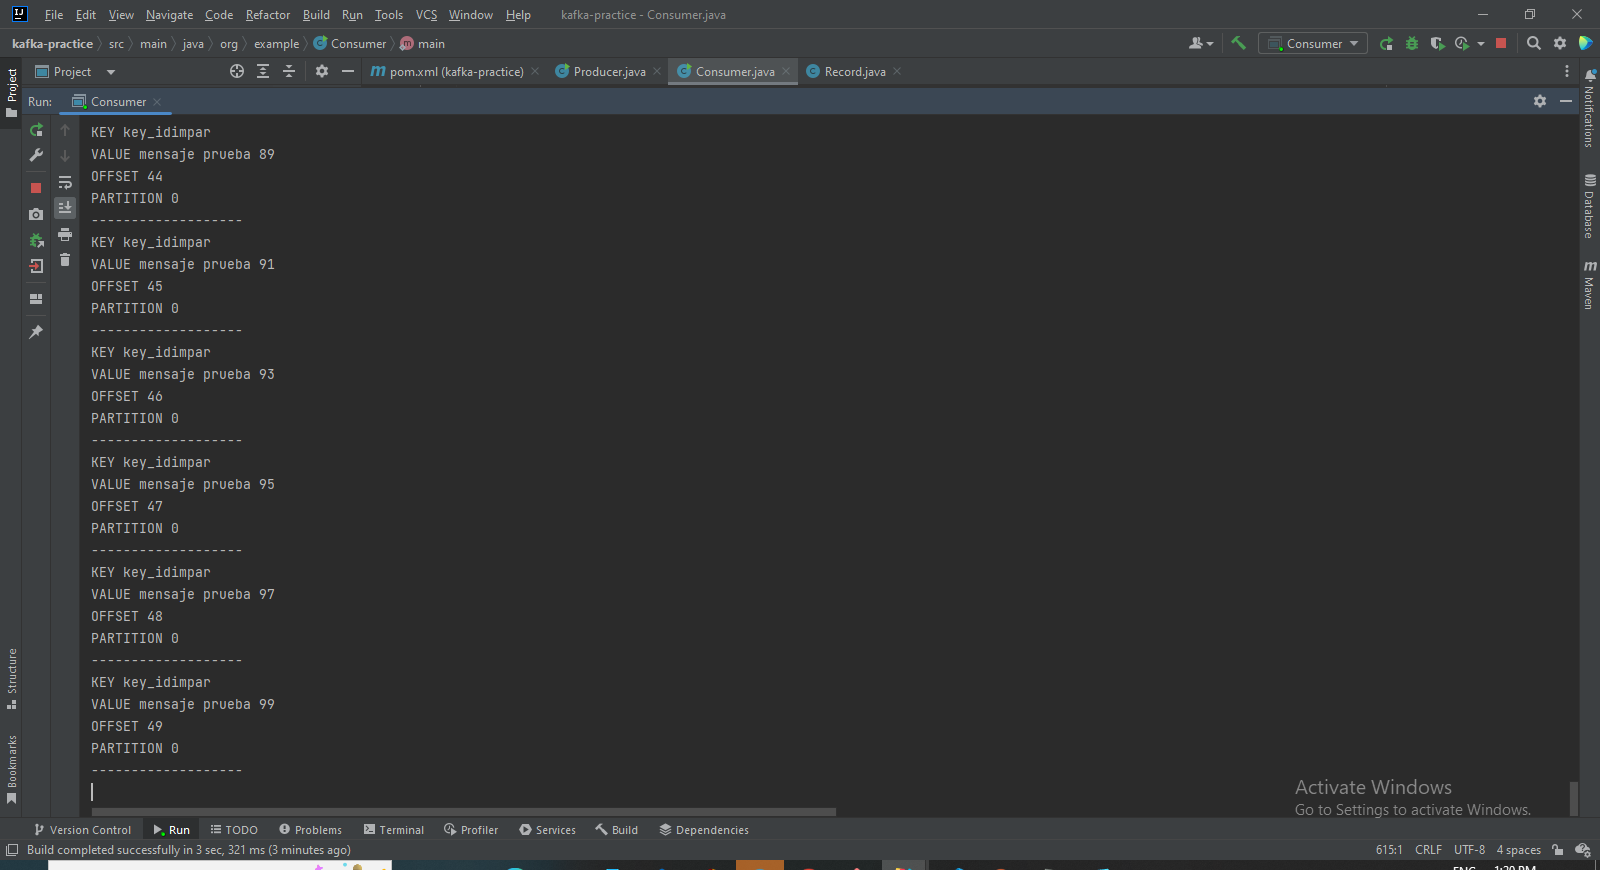 File Edit View Navigate Code Refactor Build Run Tools VCS Window Help kafka-practice - Consumer.java
kafka-practice src main java org example Consumer main
Consumer
Project
Project
pom.xml (kafka-practice) Producer.java Consumer.java Record.java
Run: Consumer
KEY key_idimpar
VALUE mensaje prueba 89
OFFSET 44
PARTITION 0
-------------------
KEY key_idimpar
VALUE mensaje prueba 91
OFFSET 45
PARTITION 0
-------------------
KEY key_idimpar
VALUE mensaje prueba 93
OFFSET 46
PARTITION 0
-------------------
KEY key_idimpar
VALUE mensaje prueba 95
OFFSET 47
PARTITION 0
-------------------
KEY key_idimpar
VALUE mensaje prueba 97
OFFSET 48
PARTITION 0
-------------------
KEY key_idimpar
VALUE mensaje prueba 99
OFFSET 49
PARTITION 0
-------------------
Structure
Bookmarks
Notifications
Database
Maven
Activate Windows
Go to Settings to activate Windows.
Version Control Run TODO Problems Terminal Profiler Services Build Dependencies
Build completed successfully in 3 sec, 321 ms (3 minutes ago)
615:1 CRLF UTF-8 4 spaces